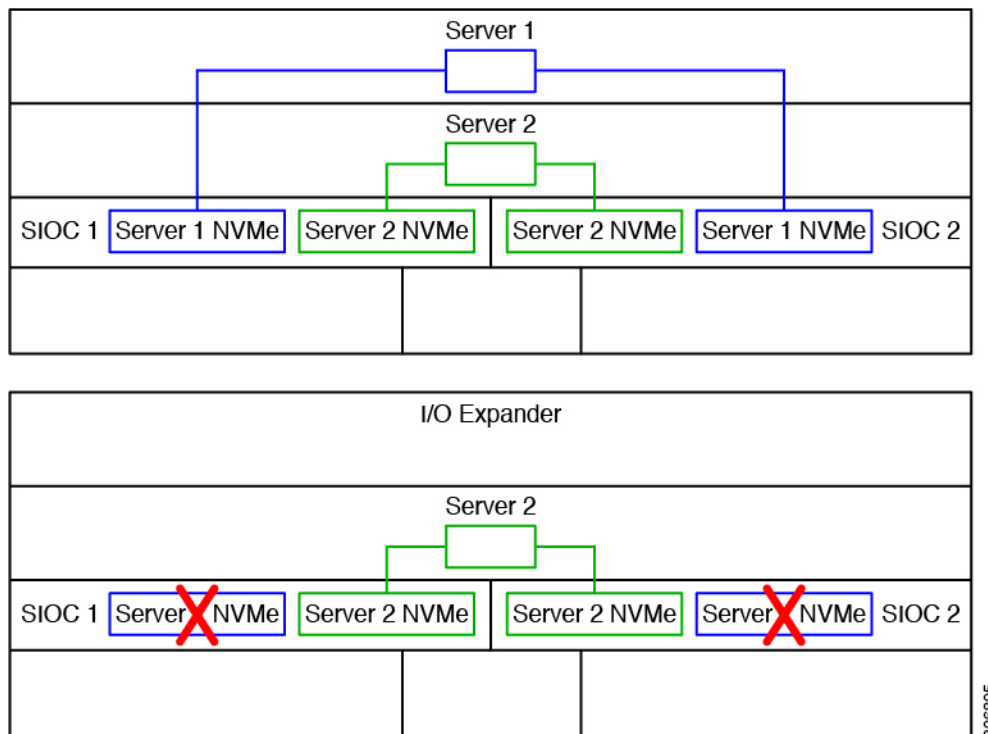 Server 1
Server 2
SIOC 1 Server 1 NVMe Server 2 NVMe Server 2 NVMe Server 1 NVMe SIOC 2
I/O Expander
Server 2
SIOC 1 Server NVMe Server 2 NVMe Server 2 NVMe Server NVMe SIOC 2